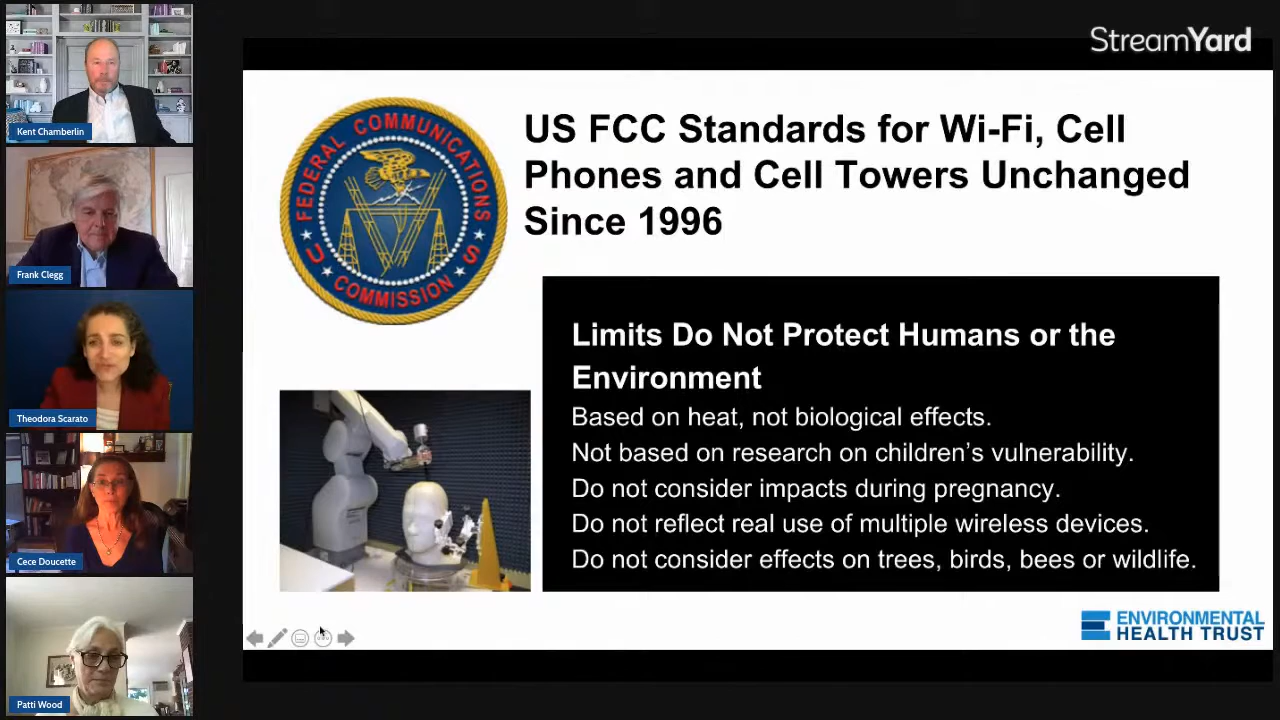 StreamYard
Kent Chamberlin
Frank Clegg
Theodora Scarato
Cece Doucette
Patti Wood
FEDERAL COMMUNICATIONS
COMMISSION
U S
US FCC Standards for Wi-Fi, Cell
Phones and Cell Towers Unchanged
Since 1996
Limits Do Not Protect Humans or the
Environment
Based on heat, not biological effects.
Not based on research on children's vulnerability.
Do not consider impacts during pregnancy.
Do not reflect real use of multiple wireless devices.
Do not consider effects on trees, birds, bees or wildlife.
ENVIRONMENTAL
HEALTH TRUST